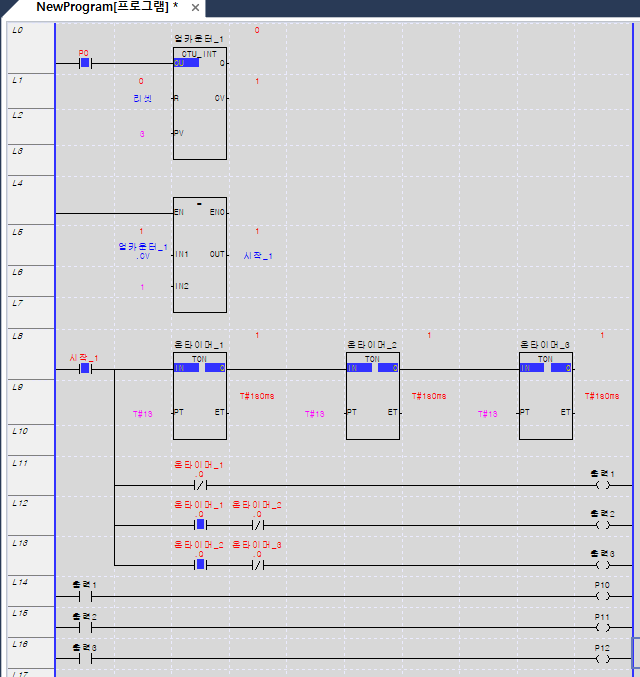 NewProgram[프로그램] * ×
L0
업카운터_1 0
P0 CTU_INT
CU Q
L1
0 1
리셋 R CV
L2
3 PV
L3
L4
=
EN ENO
L5
1 1
업카운터_1
.CV IN1 OUT 시작_1
L6
1 IN2
L7
L8
1 1 1
온타이머_1 온타이머_2 온타이머_3
시작_1 TON TON TON
IN Q IN Q IN Q
L9
T#1s0ms T#1s0ms T#1s0ms
T#1S PT ET T#1S PT ET T#1S PT ET
L10
L11
온타이머_1
.Q 출력1
L12
온타이머_1 온타이머_2
.Q .Q 출력2
L13
온타이머_2 온타이머_3
.Q .Q 출력3
L14
출력1 P10
L15
출력2 P11
L16
출력3 P12
L17